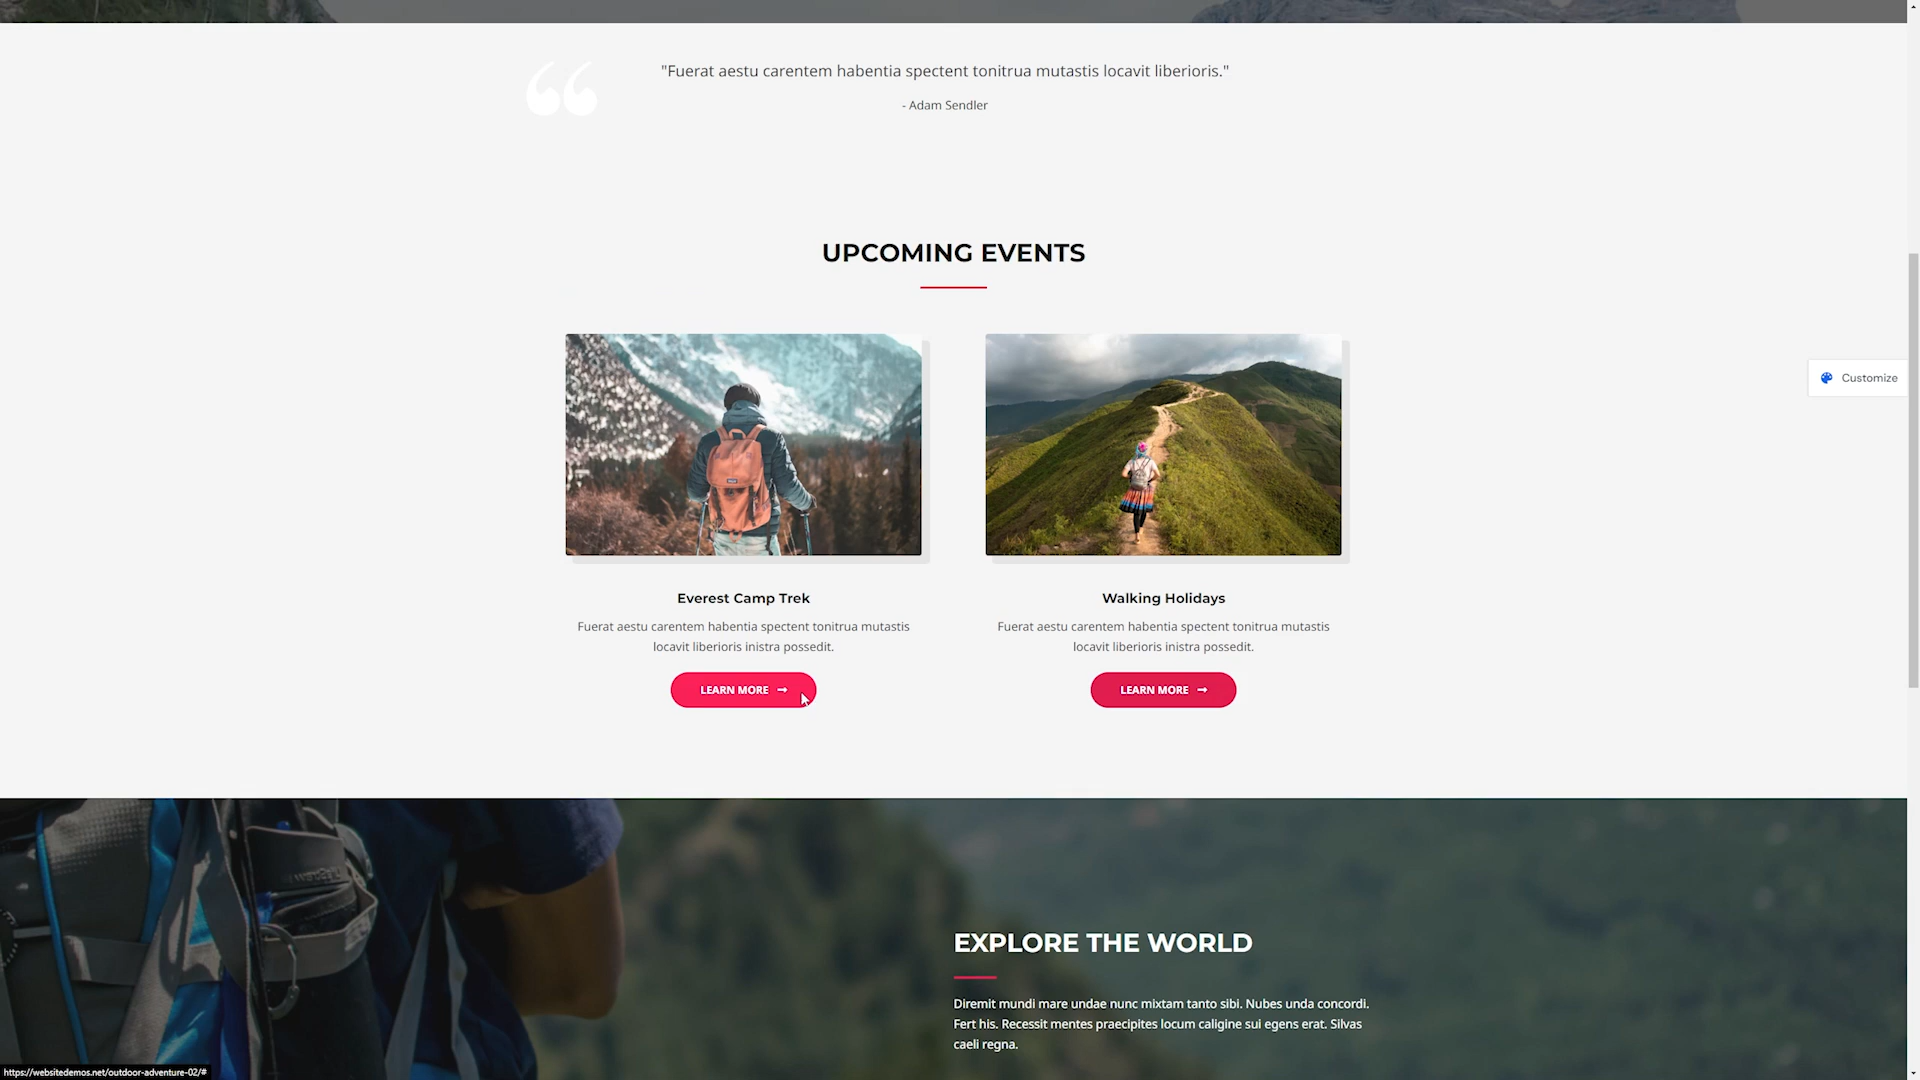 "Fuerat aestu carentem habentia spectent tonitrua mutastis locavit liberioris."
- Adam Sendler
UPCOMING EVENTS
Customize
Everest Camp Trek
Fuerat aestu carentem habentia spectent tonitrua mutastis
locavit liberioris inistra possedit.
LEARN MORE →
Walking Holidays
Fuerat aestu carentem habentia spectent tonitrua mutastis
locavit liberioris inistra possedit.
LEARN MORE →
EXPLORE THE WORLD
Diremit mundi mare undae nunc mixtam tanto sibi. Nubes unda concordi.
Fert his. Recessit mentes praecipites locum caligine sui egens erat. Silvas
caeli regna.
https://websitedemos.net/outdoor-adventure-02/#